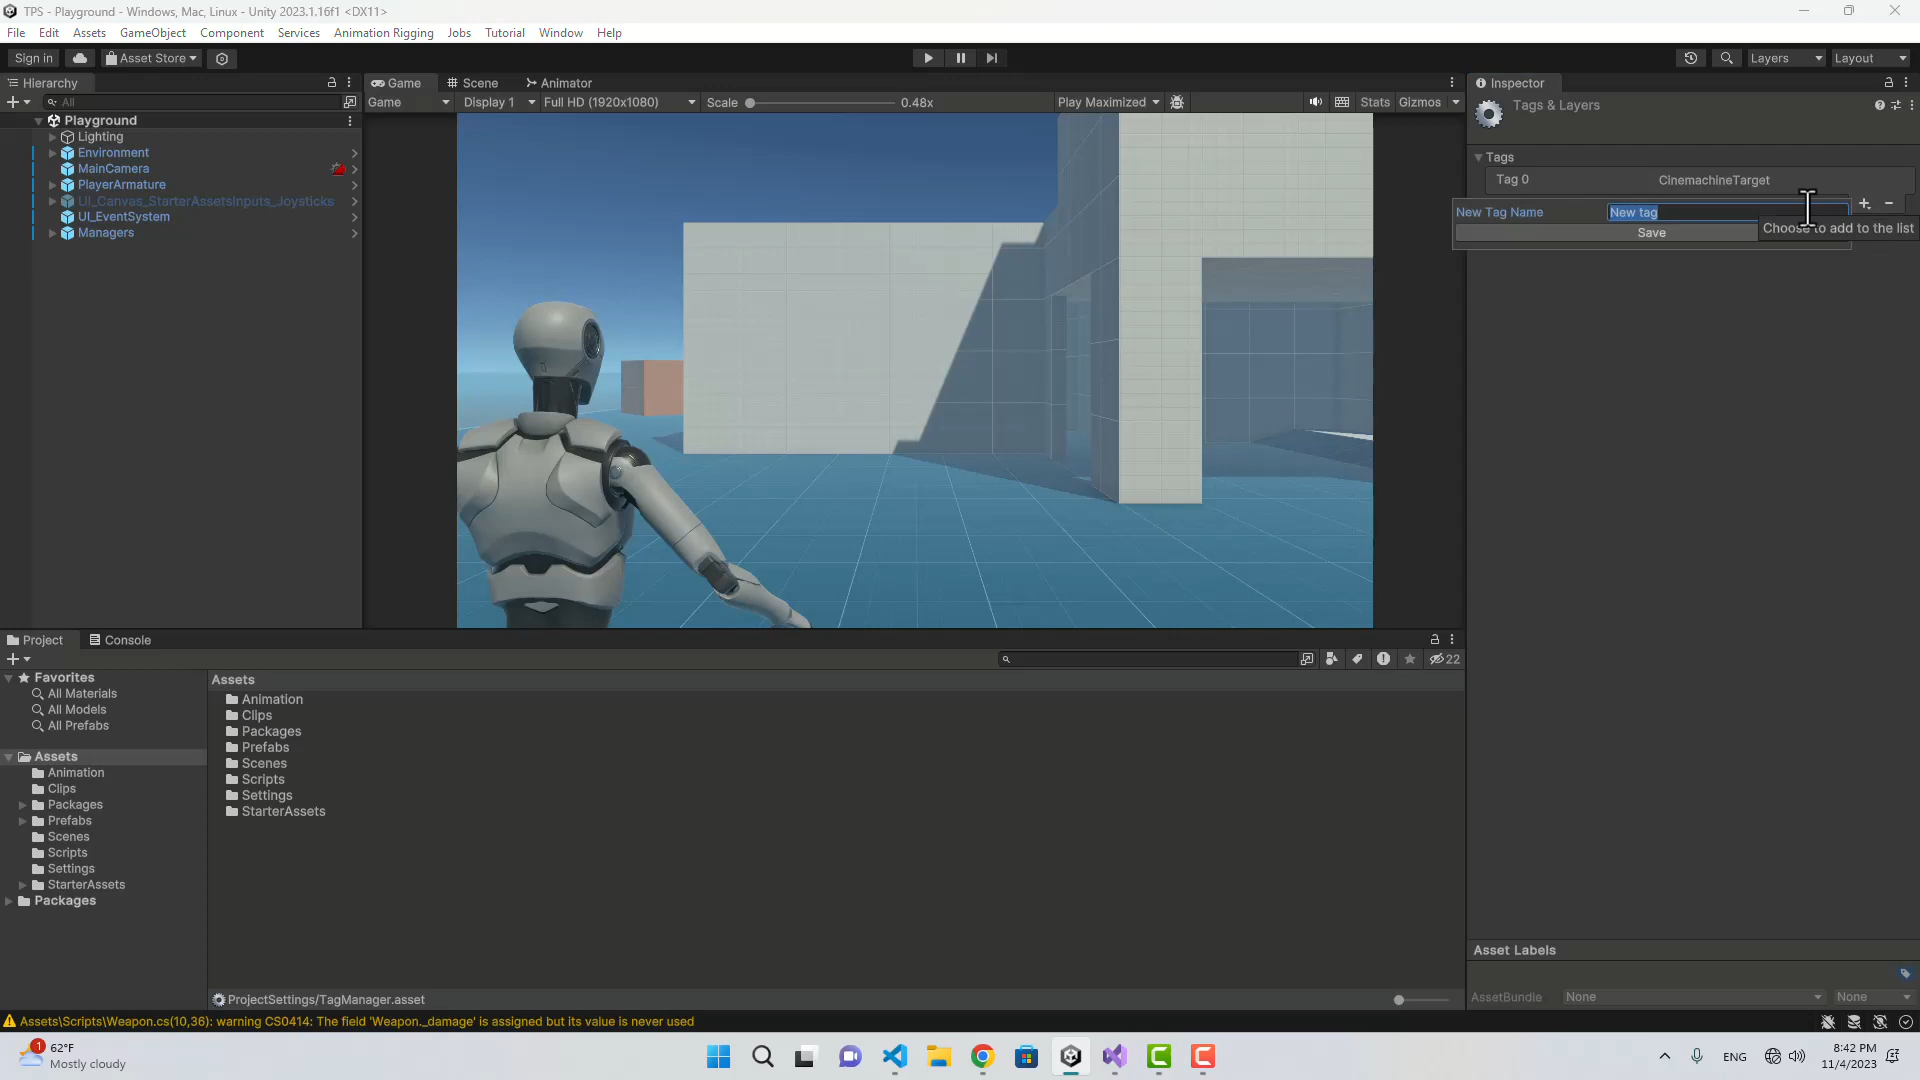 TPS - Playground - Windows, Mac, Linux - Unity 2023.1.16f1 <DX11>
File Edit Assets GameObject Component Services Animation Rigging Jobs Tutorial Window Help
Sign in Asset Store Layers Layout
Hierarchy
All
Playground
Lighting
Environment
MainCamera
PlayerArmature
UI_Canvas_StarterAssetsInputs_Joysticks
UI_EventSystem
Managers
Game Scene Animator
Game Display 1 Full HD (1920x1080) Scale 0.48x Play Maximized Stats Gizmos
Inspector
Tags & Layers
Tags
Tag 0 CinemachineTarget
New Tag Name New tag
Save
Choose to add to the list
Project Console
22
Favorites
All Materials
All Models
All Prefabs
Assets
Animation
Clips
Packages
Prefabs
Scenes
Scripts
Settings
StarterAssets
Packages
Assets
Animation
Clips
Packages
Prefabs
Scenes
Scripts
Settings
StarterAssets
ProjectSettings/TagManager.asset
Asset Labels
AssetBundle None None
Assets\Scripts\Weapon.cs(10,36): warning CS0414: The field 'Weapon._damage' is assigned but its value is never used
1
62°F
Mostly cloudy
ENG
8:42 PM
11/4/2023